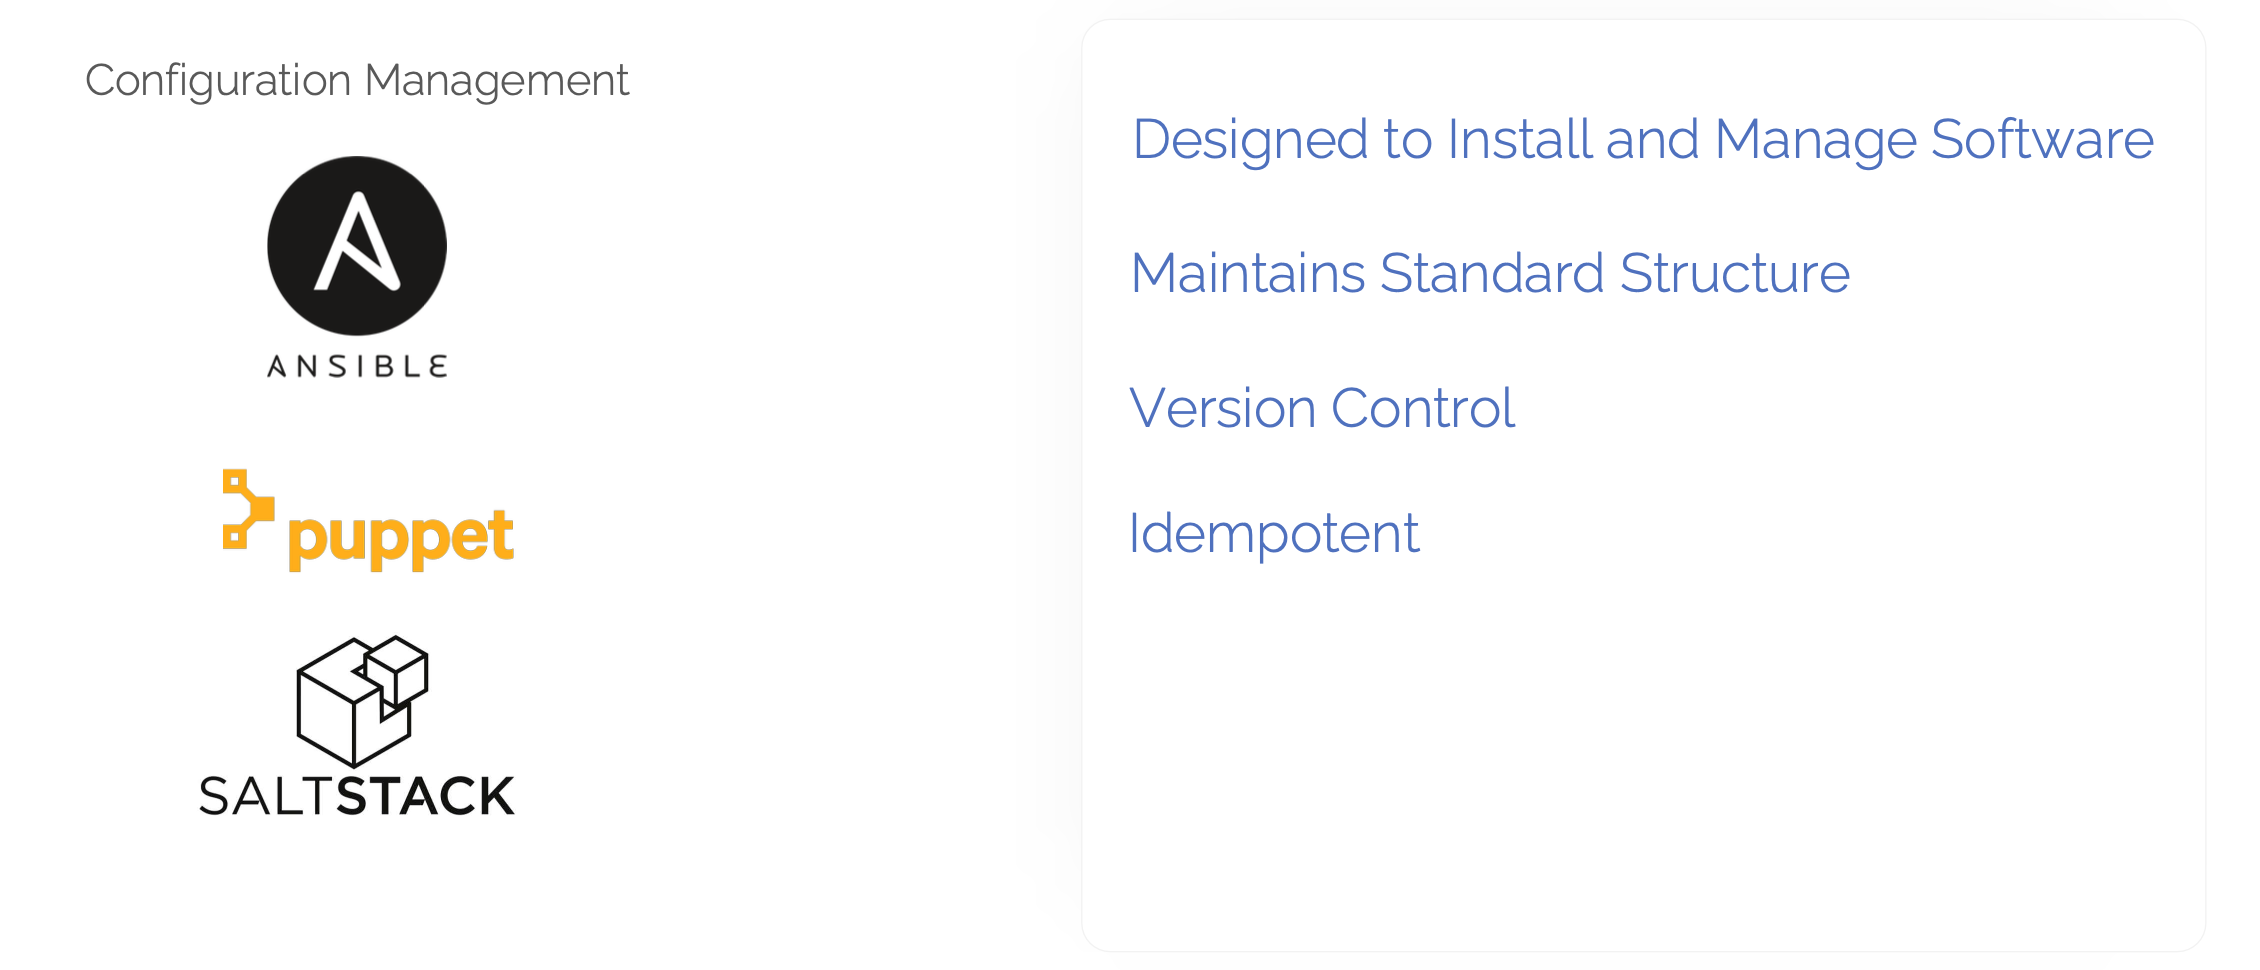 Configuration Management
ANSIBLE
puppet
SALTSTACK
Designed to Install and Manage Software
Maintains Standard Structure
Version Control
Idempotent